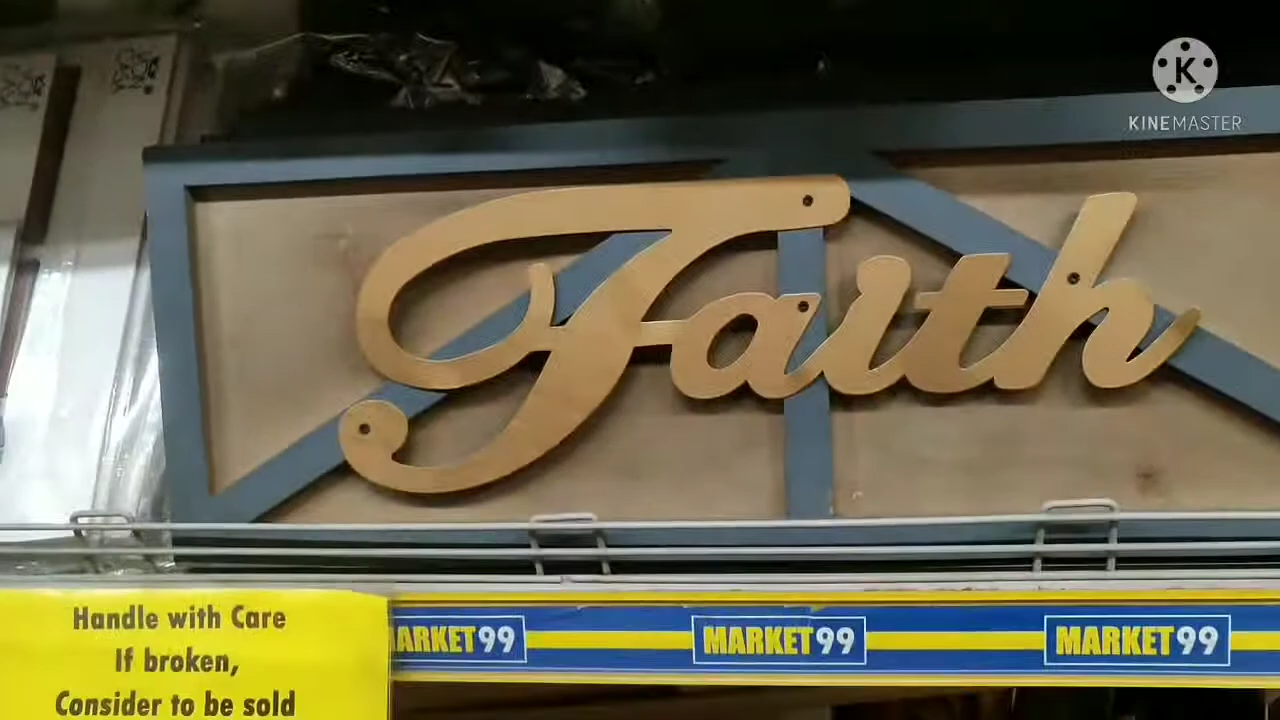 K
KINEMASTER
Faith
Handle with Care
If broken,
Consider to be sold
ARKET99
MARKET99
MARKET99